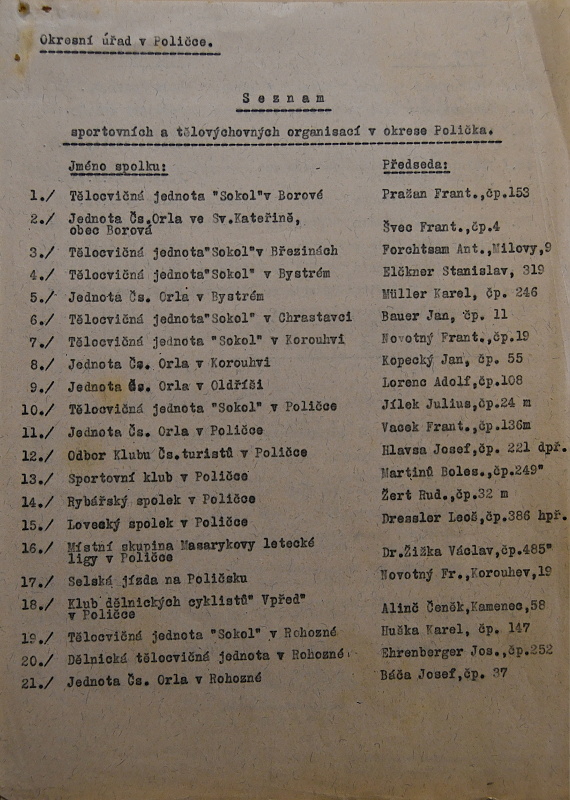 Okresní úřad v Poličce.
Seznam
sportovních a tělovýchovných organisací v okrese Polička.
Jméno spolku: Předseda:
1./ Tělocvičná jednota "Sokol"v Borové Pražan Frant.,čp.153
2./ Jednota Čs.Orla ve Sv.Kateřině,
obec Borová Švec Frant.,čp.4
3./ Tělocvičná jednota"Sokol"v Březinách Forchtsam Ant.,Milovy,9
4./ Tělocvičná jednota"Sokol" v Bystrém Elčkner Stanislav, 319
5./ Jednota Čs. Orla v Bystrém Müller Karel, čp. 246
6./ Tělocvičná jednota"Sokol" v Chrastavci Bauer Jan, čp. 11
7./ Tělocvičná jednota "Sokol" v Korouhvi Novotný Frant.,čp.19
8./ Jednota Čs. Orla v Korouhvi Kopecký Jan, čp. 55
9./ Jednota Čs. Orla v Oldříši Lorenc Adolf,čp.108
10./ Tělocvičná jednota "Sokol" v Poličce Jílek Julius,čp.24 m
11./ Jednota Čs. Orla v Poličce Vacek Frant.,čp.136m
12./ Odbor Klubu Čs.turistů v Poličce Hlavsa Josef, čp. 221 dpř.
13./ Sportovní klub v Poličce Martinů Boles.,čp.249"
14./ Rybářský spolek v Poličce Žert Rud.,čp.32 m
15./ Lovecký spolek v Poličce Dressler Leoš,čp.386 hpř.
16./ Místní skupina Masarykovy letecké
ligy v Poličce Dr.Žižka Václav,čp.485"
17./ Selská jízda na Poličsku Novotný Fr.,Korouhev,19
18./ Klub dělnických cyklistů" Vpřed"
v Poličce Alinč Čeněk,Kamenec,58
19./ Tělocvičná jednota "Sokol" v Rohozné Huška Karel, čp. 147
20./ Dělnická tělocvičná jednota v Rohozné Ehrenberger Jos.,čp.252
21./ Jednota Čs. Orla v Rohozné Báča Josef,čp. 37